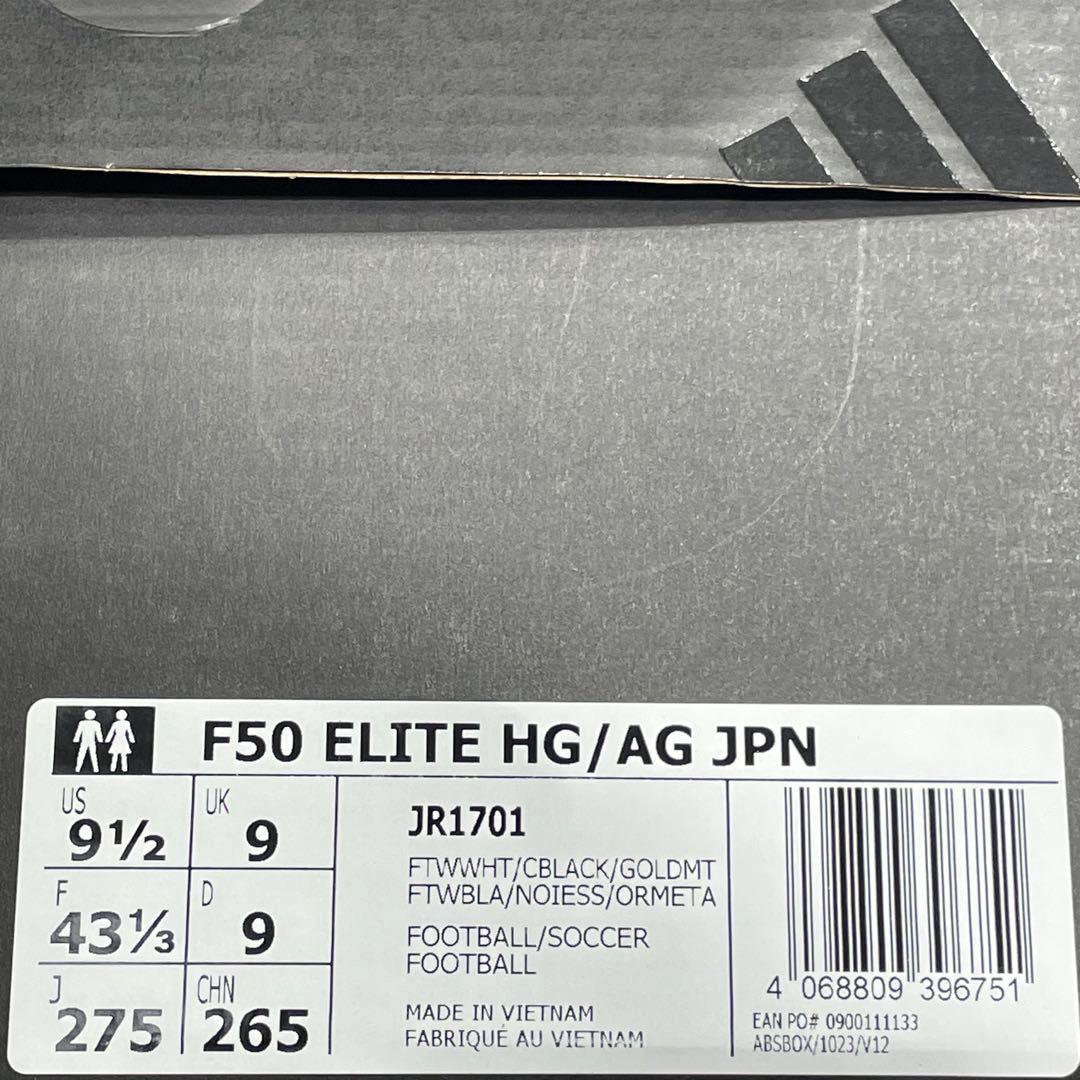 F50 ELITE HG/AG JPN
US 9½ UK 9
F 43⅓ D 9
J 275 CHN 265
JR1701
FTWWHT/CBLACK/GOLDMT
FTWBLA/NOIESS/ORMETA
FOOTBALL/SOCCER
FOOTBALL
MADE IN VIETNAM
FABRIQUÉ AU VIETNAM
4 068809 396751
EAN PO# 0900111133
ABSBOX/1023/V12